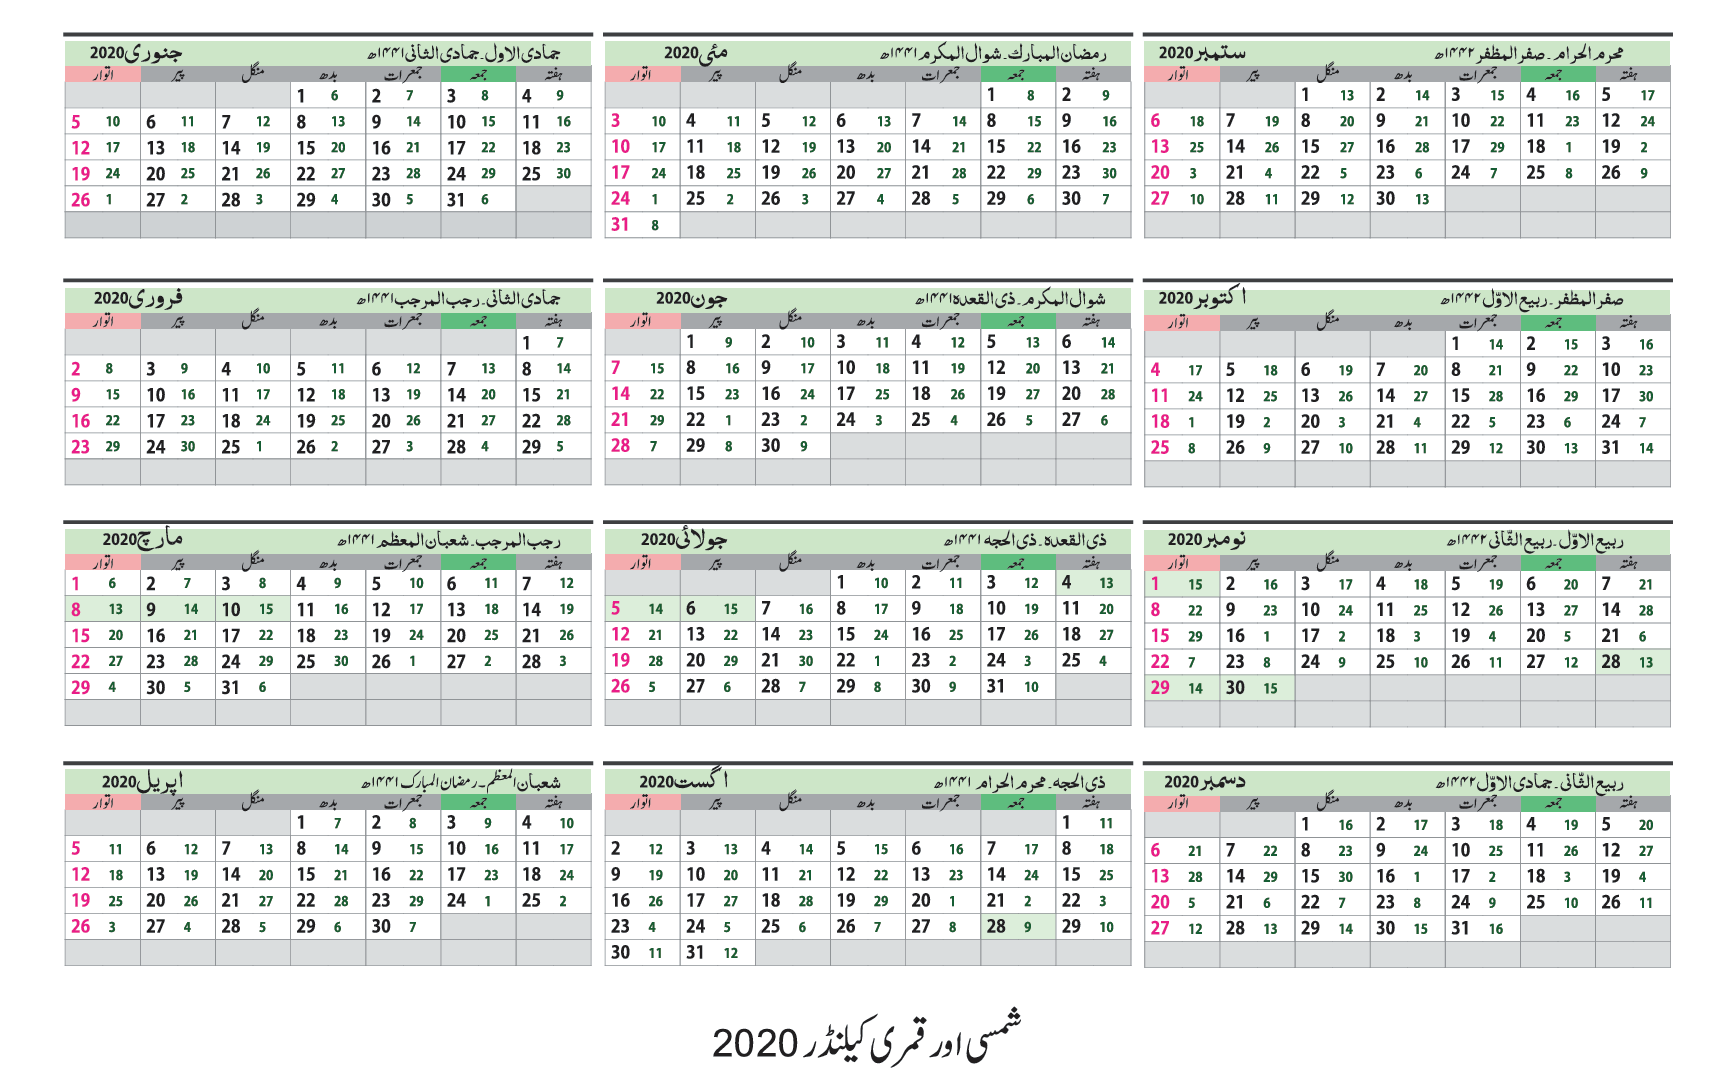 جنوری2020 جمادی الاول۔جمادی الثانی۱۴۴۱ھ
اتوار پیر منگل بدھ جمعرات جمعہ ہفتہ
1 6 2 7 3 8 4 9
5 10 6 11 7 12 8 13 9 14 10 15 11 16
12 17 13 18 14 19 15 20 16 21 17 22 18 23
19 24 20 25 21 26 22 27 23 28 24 29 25 30
26 1 27 2 28 3 29 4 30 5 31 6
فروری2020 جمادی الثانی۔رجب المرجب۱۴۴۱ھ
اتوار پیر منگل بدھ جمعرات جمعہ ہفتہ
1 7
2 8 3 9 4 10 5 11 6 12 7 13 8 14
9 15 10 16 11 17 12 18 13 19 14 20 15 21
16 22 17 23 18 24 19 25 20 26 21 27 22 28
23 29 24 30 25 1 26 2 27 3 28 4 29 5
مارچ2020 رجب المرجب۔شعبان المعظم ۱۴۴۱ھ
اتوار پیر منگل بدھ جمعرات جمعہ ہفتہ
1 6 2 7 3 8 4 9 5 10 6 11 7 12
8 13 9 14 10 15 11 16 12 17 13 18 14 19
15 20 16 21 17 22 18 23 19 24 20 25 21 26
22 27 23 28 24 29 25 30 26 1 27 2 28 3
29 4 30 5 31 6
اپریل2020 شعبان المعظم۔رمضان المبارک ۱۴۴۱ھ
اتوار پیر منگل بدھ جمعرات جمعہ ہفتہ
1 7 2 8 3 9 4 10
5 11 6 12 7 13 8 14 9 15 10 16 11 17
12 18 13 19 14 20 15 21 16 22 17 23 18 24
19 25 20 26 21 27 22 28 23 29 24 1 25 2
26 3 27 4 28 5 29 6 30 7
مئی2020 رمضان المبارک۔شوال المکرم۱۴۴۱ھ
اتوار پیر منگل بدھ جمعرات جمعہ ہفتہ
1 8 2 9
3 10 4 11 5 12 6 13 7 14 8 15 9 16
10 17 11 18 12 19 13 20 14 21 15 22 16 23
17 24 18 25 19 26 20 27 21 28 22 29 23 30
24 1 25 2 26 3 27 4 28 5 29 6 30 7
31 8
جون2020 شوال المکرم۔ذی القعدہ۱۴۴۱ھ
اتوار پیر منگل بدھ جمعرات جمعہ ہفتہ
1 9 2 10 3 11 4 12 5 13 6 14
7 15 8 16 9 17 10 18 11 19 12 20 13 21
14 22 15 23 16 24 17 25 18 26 19 27 20 28
21 29 22 1 23 2 24 3 25 4 26 5 27 6
28 7 29 8 30 9
جولائی2020 ذی القعدہ۔ذی الحجہ ۱۴۴۱ھ
اتوار پیر منگل بدھ جمعرات جمعہ ہفتہ
1 10 2 11 3 12 4 13
5 14 6 15 7 16 8 17 9 18 10 19 11 20
12 21 13 22 14 23 15 24 16 25 17 26 18 27
19 28 20 29 21 30 22 1 23 2 24 3 25 4
26 5 27 6 28 7 29 8 30 9 31 10
اگست2020 ذی الحجہ۔محرم الحرام ۱۴۴۱ھ
اتوار پیر منگل بدھ جمعرات جمعہ ہفتہ
1 11
2 12 3 13 4 14 5 15 6 16 7 17 8 18
9 19 10 20 11 21 12 22 13 23 14 24 15 25
16 26 17 27 18 28 19 29 20 1 21 2 22 3
23 4 24 5 25 6 26 7 27 8 28 9 29 10
30 11 31 12
ستمبر2020 محرم الحرام۔صفر المظفر ۱۴۴۲ھ
اتوار پیر منگل بدھ جمعرات جمعہ ہفتہ
1 13 2 14 3 15 4 16 5 17
6 18 7 19 8 20 9 21 10 22 11 23 12 24
13 25 14 26 15 27 16 28 17 29 18 1 19 2
20 3 21 4 22 5 23 6 24 7 25 8 26 9
27 10 28 11 29 12 30 13
اکتوبر2020 صفر المظفر۔ربیع الاوّل ۱۴۴۲ھ
اتوار پیر منگل بدھ جمعرات جمعہ ہفتہ
1 14 2 15 3 16
4 17 5 18 6 19 7 20 8 21 9 22 10 23
11 24 12 25 13 26 14 27 15 28 16 29 17 30
18 1 19 2 20 3 21 4 22 5 23 6 24 7
25 8 26 9 27 10 28 11 29 12 30 13 31 14
نومبر2020 ربیع الاوّل۔ربیع الثّانی ۱۴۴۲ھ
اتوار پیر منگل بدھ جمعرات جمعہ ہفتہ
1 15 2 16 3 17 4 18 5 19 6 20 7 21
8 22 9 23 10 24 11 25 12 26 13 27 14 28
15 29 16 1 17 2 18 3 19 4 20 5 21 6
22 7 23 8 24 9 25 10 26 11 27 12 28 13
29 14 30 15
دسمبر2020 ربیع الثّانی۔جمادی الاوّل ۱۴۴۲ھ
اتوار پیر منگل بدھ جمعرات جمعہ ہفتہ
1 16 2 17 3 18 4 19 5 20
6 21 7 22 8 23 9 24 10 25 11 26 12 27
13 28 14 29 15 30 16 1 17 2 18 3 19 4
20 5 21 6 22 7 23 8 24 9 25 10 26 11
27 12 28 13 29 14 30 15 31 16
شمسی اور قمری کیلنڈر 2020